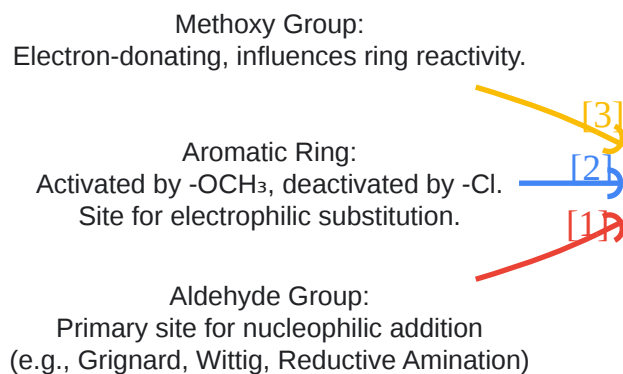 Methoxy Group:
Electron-donating, influences ring reactivity.
[3]
Aromatic Ring:
Activated by -OCH₃, deactivated by -Cl.
Site for electrophilic substitution.
[2]
[1]
Aldehyde Group:
Primary site for nucleophilic addition
(e.g., Grignard, Wittig, Reductive Amination)